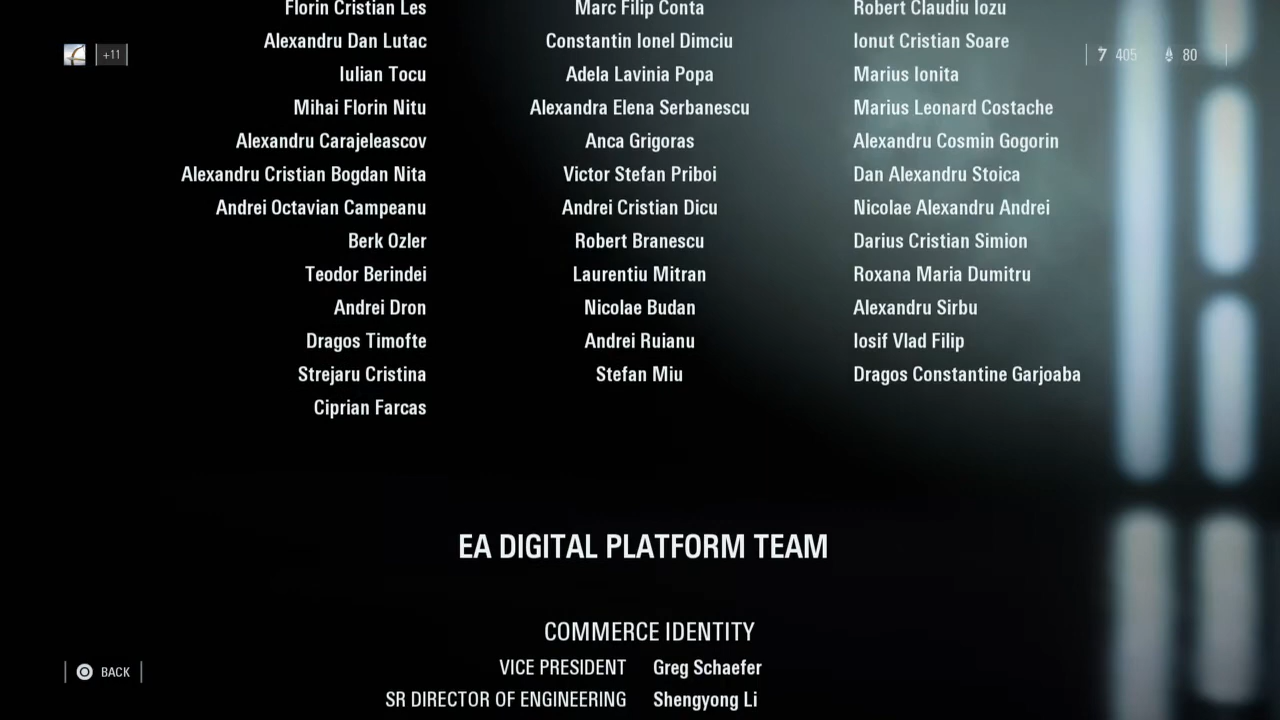 Florin Cristian Les Marc Filip Conta Robert Claudiu Iozu
Alexandru Dan Lutac Constantin Ionel Dimciu Ionut Cristian Soare
+11 405 80
Iulian Tocu Adela Lavinia Popa Marius Ionita
Mihai Florin Nitu Alexandra Elena Serbanescu Marius Leonard Costache
Alexandru Carajeleascov Anca Grigoras Alexandru Cosmin Gogorin
Alexandru Cristian Bogdan Nita Victor Stefan Priboi Dan Alexandru Stoica
Andrei Octavian Campeanu Andrei Cristian Dicu Nicolae Alexandru Andrei
Berk Ozler Robert Branescu Darius Cristian Simion
Teodor Berindei Laurentiu Mitran Roxana Maria Dumitru
Andrei Dron Nicolae Budan Alexandru Sirbu
Dragos Timofte Andrei Ruianu Iosif Vlad Filip
Strejaru Cristina Stefan Miu Dragos Constantine Garjoaba
Ciprian Farcas
EA DIGITAL PLATFORM TEAM
COMMERCE IDENTITY
VICE PRESIDENT Greg Schaefer
BACK
SR DIRECTOR OF ENGINEERING Shengyong Li